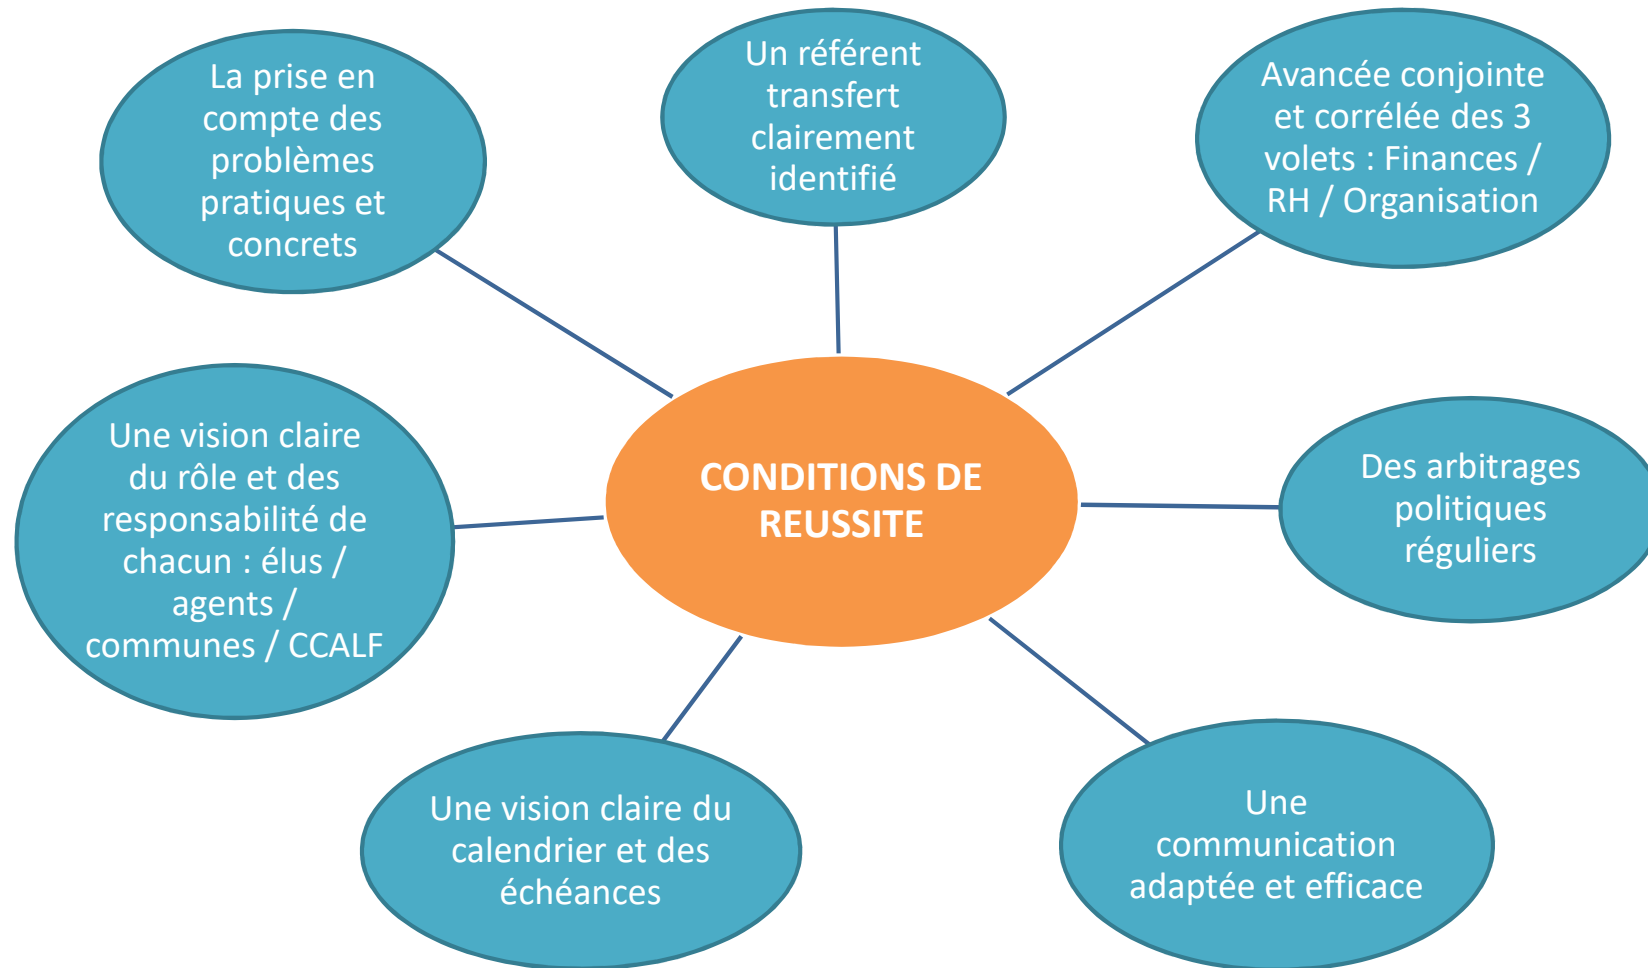 La prise en
compte des
problèmes
pratiques et
concrets
Un référent
transfert
clairement
identifié
Avancée conjointe
et corrélée des 3
volets : Finances /
RH / Organisation
Une vision claire
du rôle et des
responsabilité de
chacun : élus /
agents /
communes / CCALF
CONDITIONS DE
REUSSITE
Des arbitrages
politiques
réguliers
Une vision claire du
calendrier et des
échéances
Une
communication
adaptée et efficace